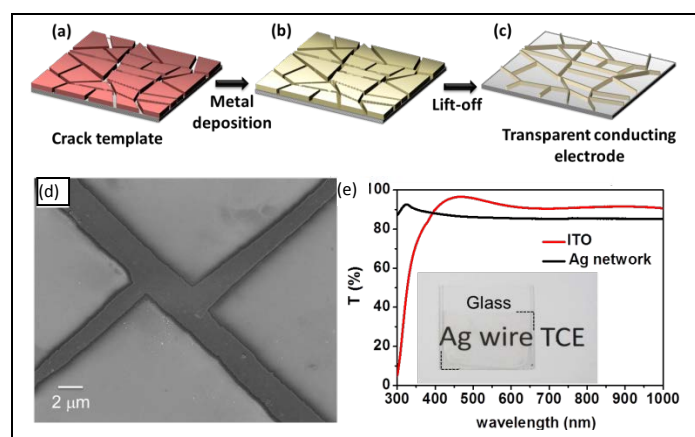 (a)
(b)
(c)
Crack template
Metal
deposition
Lift-off
Transparent conducting
electrode
(d)
2 μm
(e)
100
80
60
40
20
0
T (%)
ITO
Ag network
Glass
Ag wire TCE
300 400 500 600 700 800 900 1000
wavelength (nm)